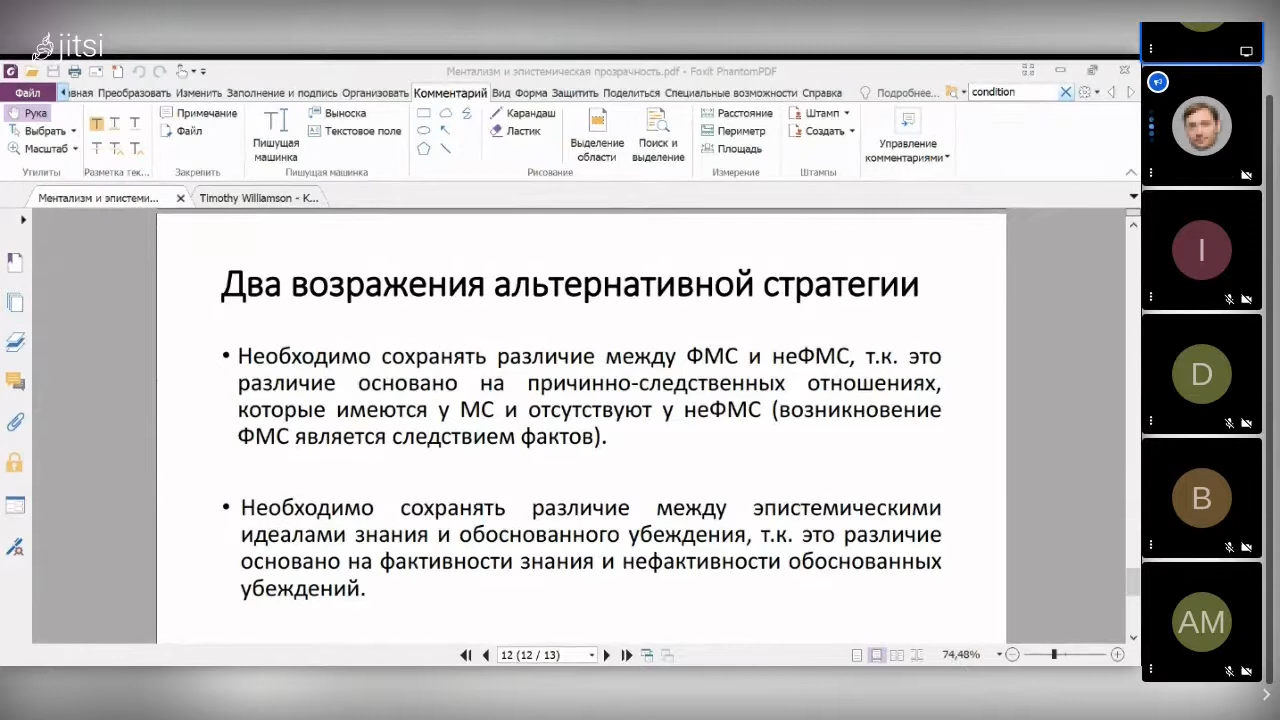 jitsi
Ментализм и эпистемическая прозрачность.pdf - Foxit PhantomPDF
Файл вная Преобразовать Изменить Заполнение и подпись Организовать Комментарий Вид Форма Защитить Поделиться Специальные возможности Справка Подробнее... condition
Рука
Выбрать
Масштаб
Утилиты
T T T
T T T
Разметка тек...
Примечание
Файл
Закрепить
Пишущая
машинка
Выноска
Текстовое поле
Пишущая машинка
Карандаш
Ластик
Выделение
области
Поиск и
выделение
Рисование
Расстояние
Периметр
Площадь
Измерение
Штамп
Создать
Штампы
Управление
комментариями
Ментализм и эпистеми...
Timothy Williamson - K...
Два возражения альтернативной стратегии
• Необходимо сохранять различие между ФМС и неФМС, т.к. это
различие основано на причинно-следственных отношениях,
которые имеются у МС и отсутствуют у неФМС (возникновение
ФМС является следствием фактов).
• Необходимо сохранять различие между эпистемическими
идеалами знания и обоснованного убеждения, т.к. это различие
основано на фактивности знания и нефактивности обоснованных
убеждений.
12 (12 / 13)
74,48%
I
D
B
AM